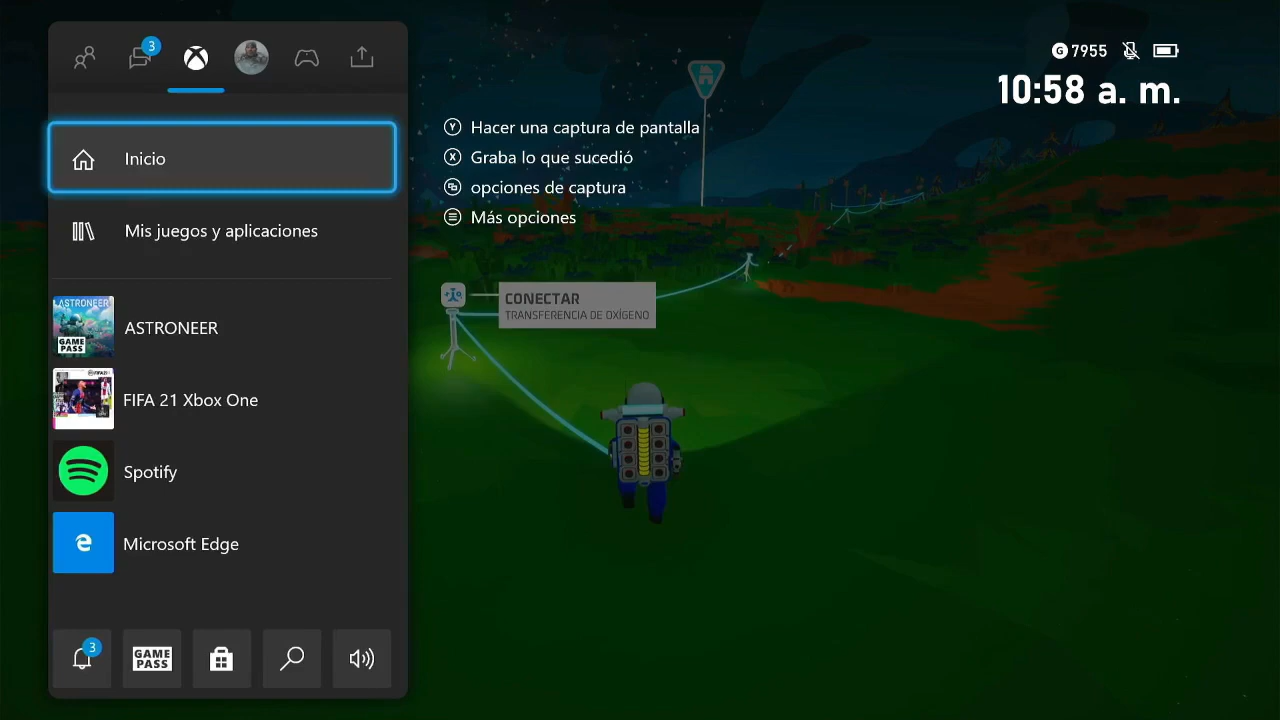 3
G 7955
10:58 a. m.
Inicio
Mis juegos y aplicaciones
ASTRONEER
GAME
PASS
ASTRONEER
FIFA 21 Xbox One
Spotify
Microsoft Edge
3
GAME
PASS
Y Hacer una captura de pantalla
X Graba lo que sucedió
opciones de captura
Más opciones
CONECTAR
TRANSFERENCIA DE OXÍGENO